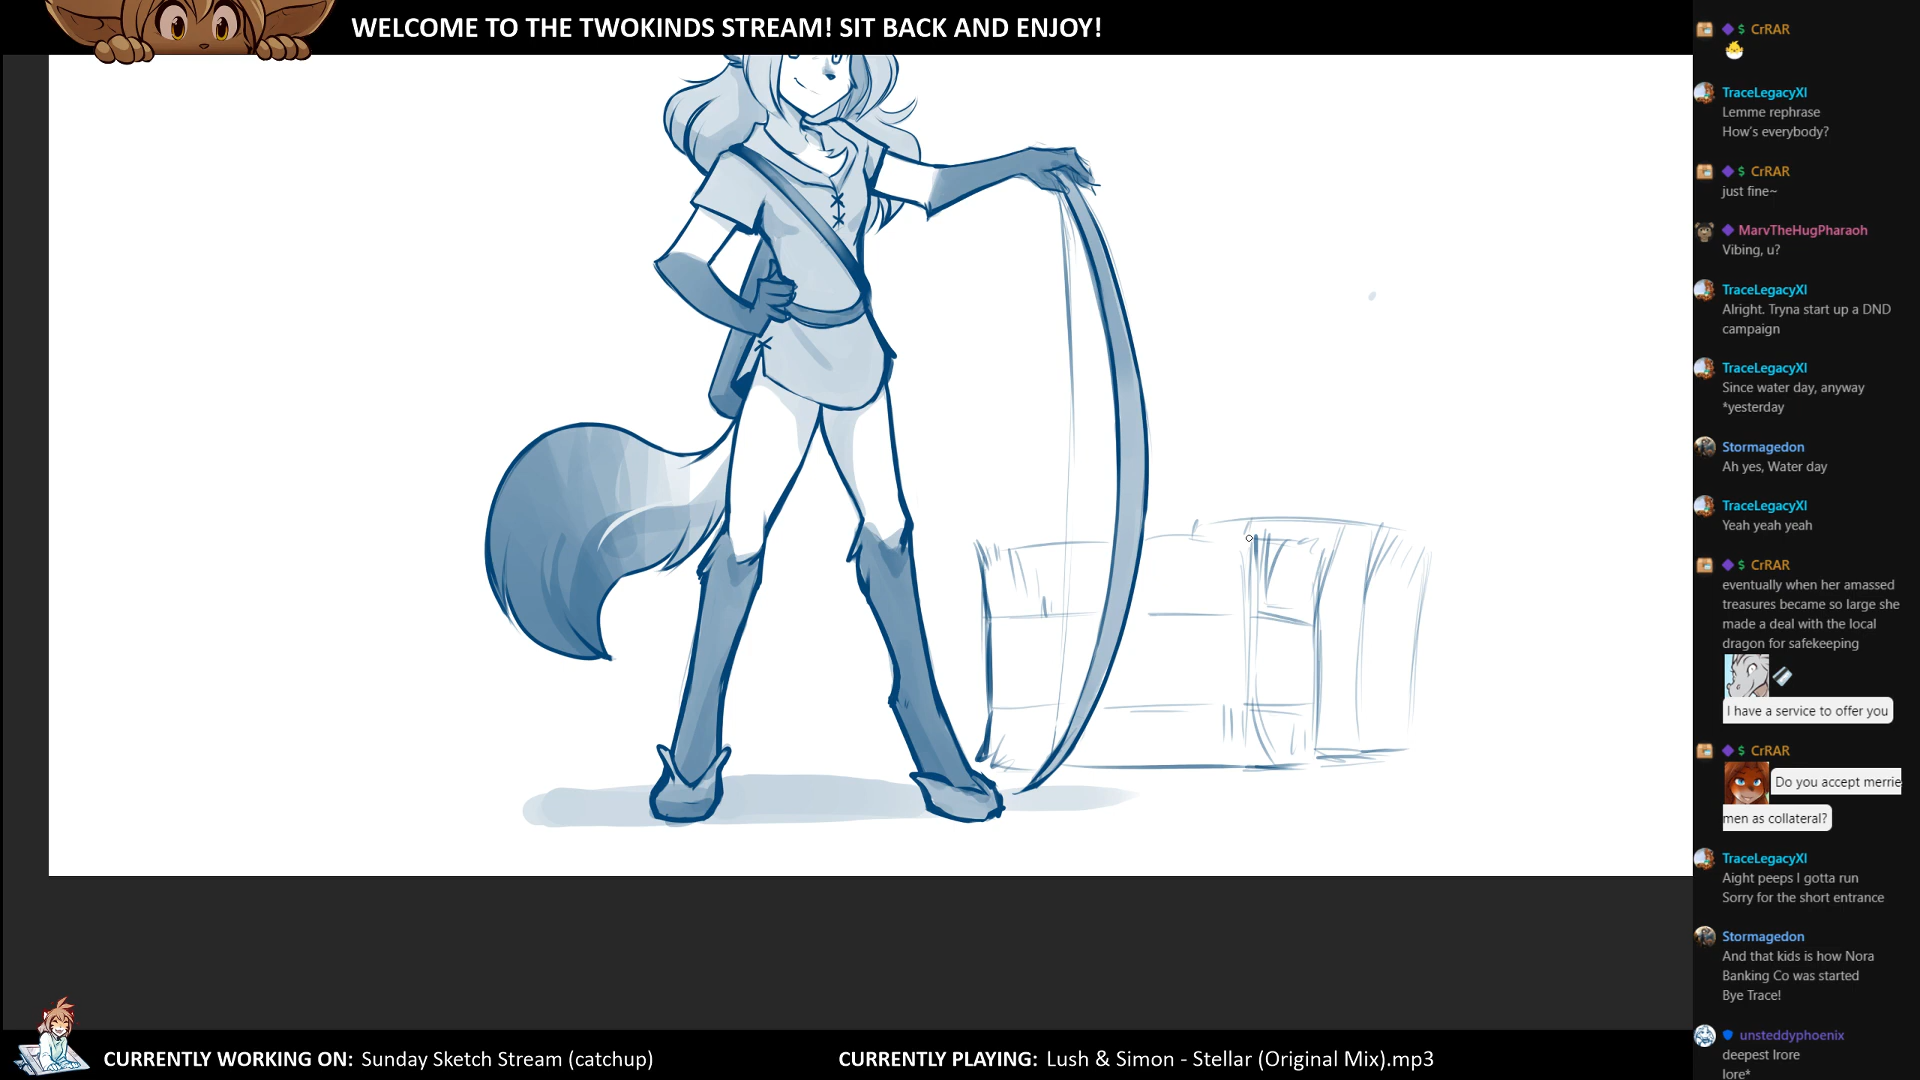 WELCOME TO THE TWOKINDS STREAM! SIT BACK AND ENJOY!
$ CrRAR
TraceLegacyXI
Lemme rephrase
How's everybody?
$ CrRAR
just fine~
MarvTheHugPharaoh
Vibing, u?
TraceLegacyXI
Alright. Tryna start up a DND
campaign
TraceLegacyXI
Since water day, anyway
*yesterday
Stormagedon
Ah yes, Water day
TraceLegacyXI
Yeah yeah yeah
$ CrRAR
eventually when her amassed
treasures became so large she
made a deal with the local
dragon for safekeeping
I have a service to offer you
$ CrRAR
Do you accept merrie
men as collateral?
TraceLegacyXI
Aight peeps I gotta run
Sorry for the short entrance
Stormagedon
And that kids is how Nora
Banking Co was started
Bye Trace!
unsteddyphoenix
deepest lrore
lore*
CURRENTLY WORKING ON: Sunday Sketch Stream (catchup)
CURRENTLY PLAYING: Lush & Simon - Stellar (Original Mix).mp3